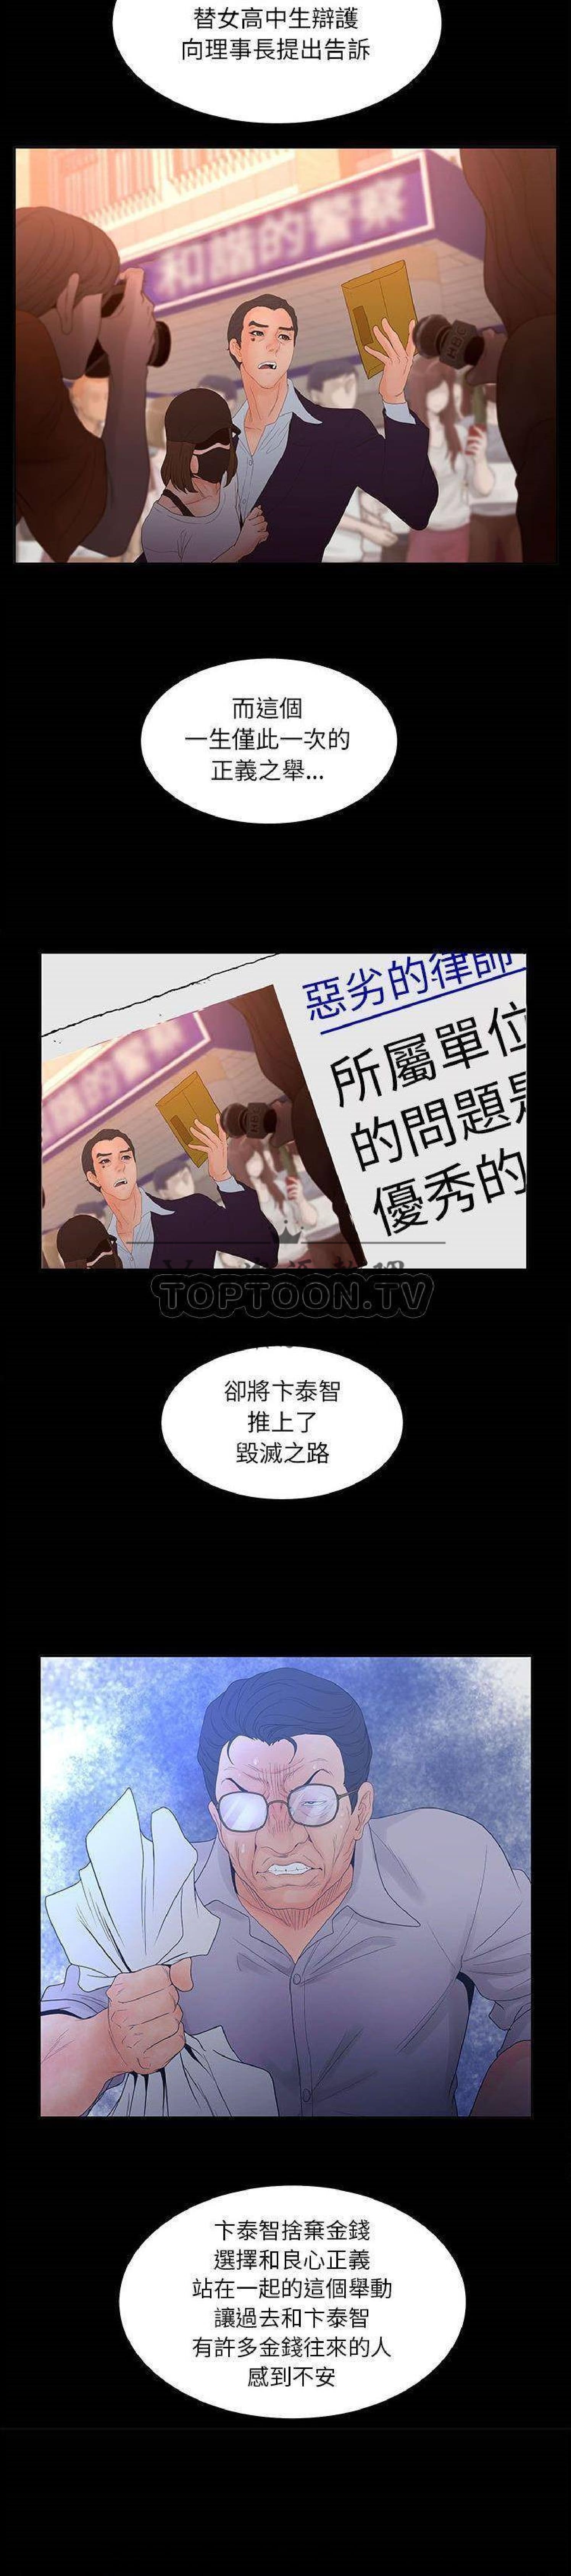 替女高中生辯護
向理事長提出告訴
和諧的警察
HBC
而這個
一生僅此一次的
正義之舉...
惡劣的律師
所屬單位
的問題是
優秀的
的警察
TOPTOON.TV
卻將卞泰智
推上了
毀滅之路
卞泰智捨棄金錢
選擇和良心正義
站在一起的這個舉動
讓過去和卞泰智
有許多金錢往來的人
感到不安